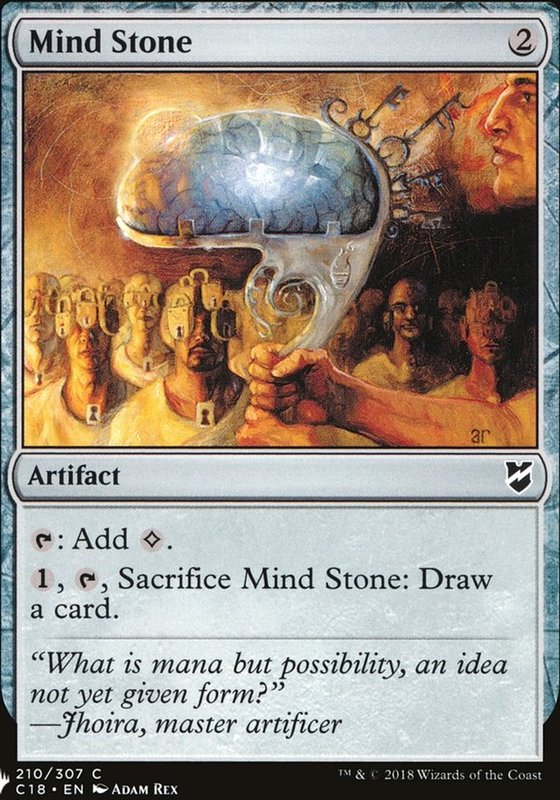 Mind Stone 2
Artifact
: Add .
1, , Sacrifice Mind Stone: Draw
a card.
“What is mana but possibility, an idea
not yet given form?”
—Jhoira, master artificer
210/307 C
C18 • EN Adam Rex
™ & © 2018 Wizards of the Coast
ar